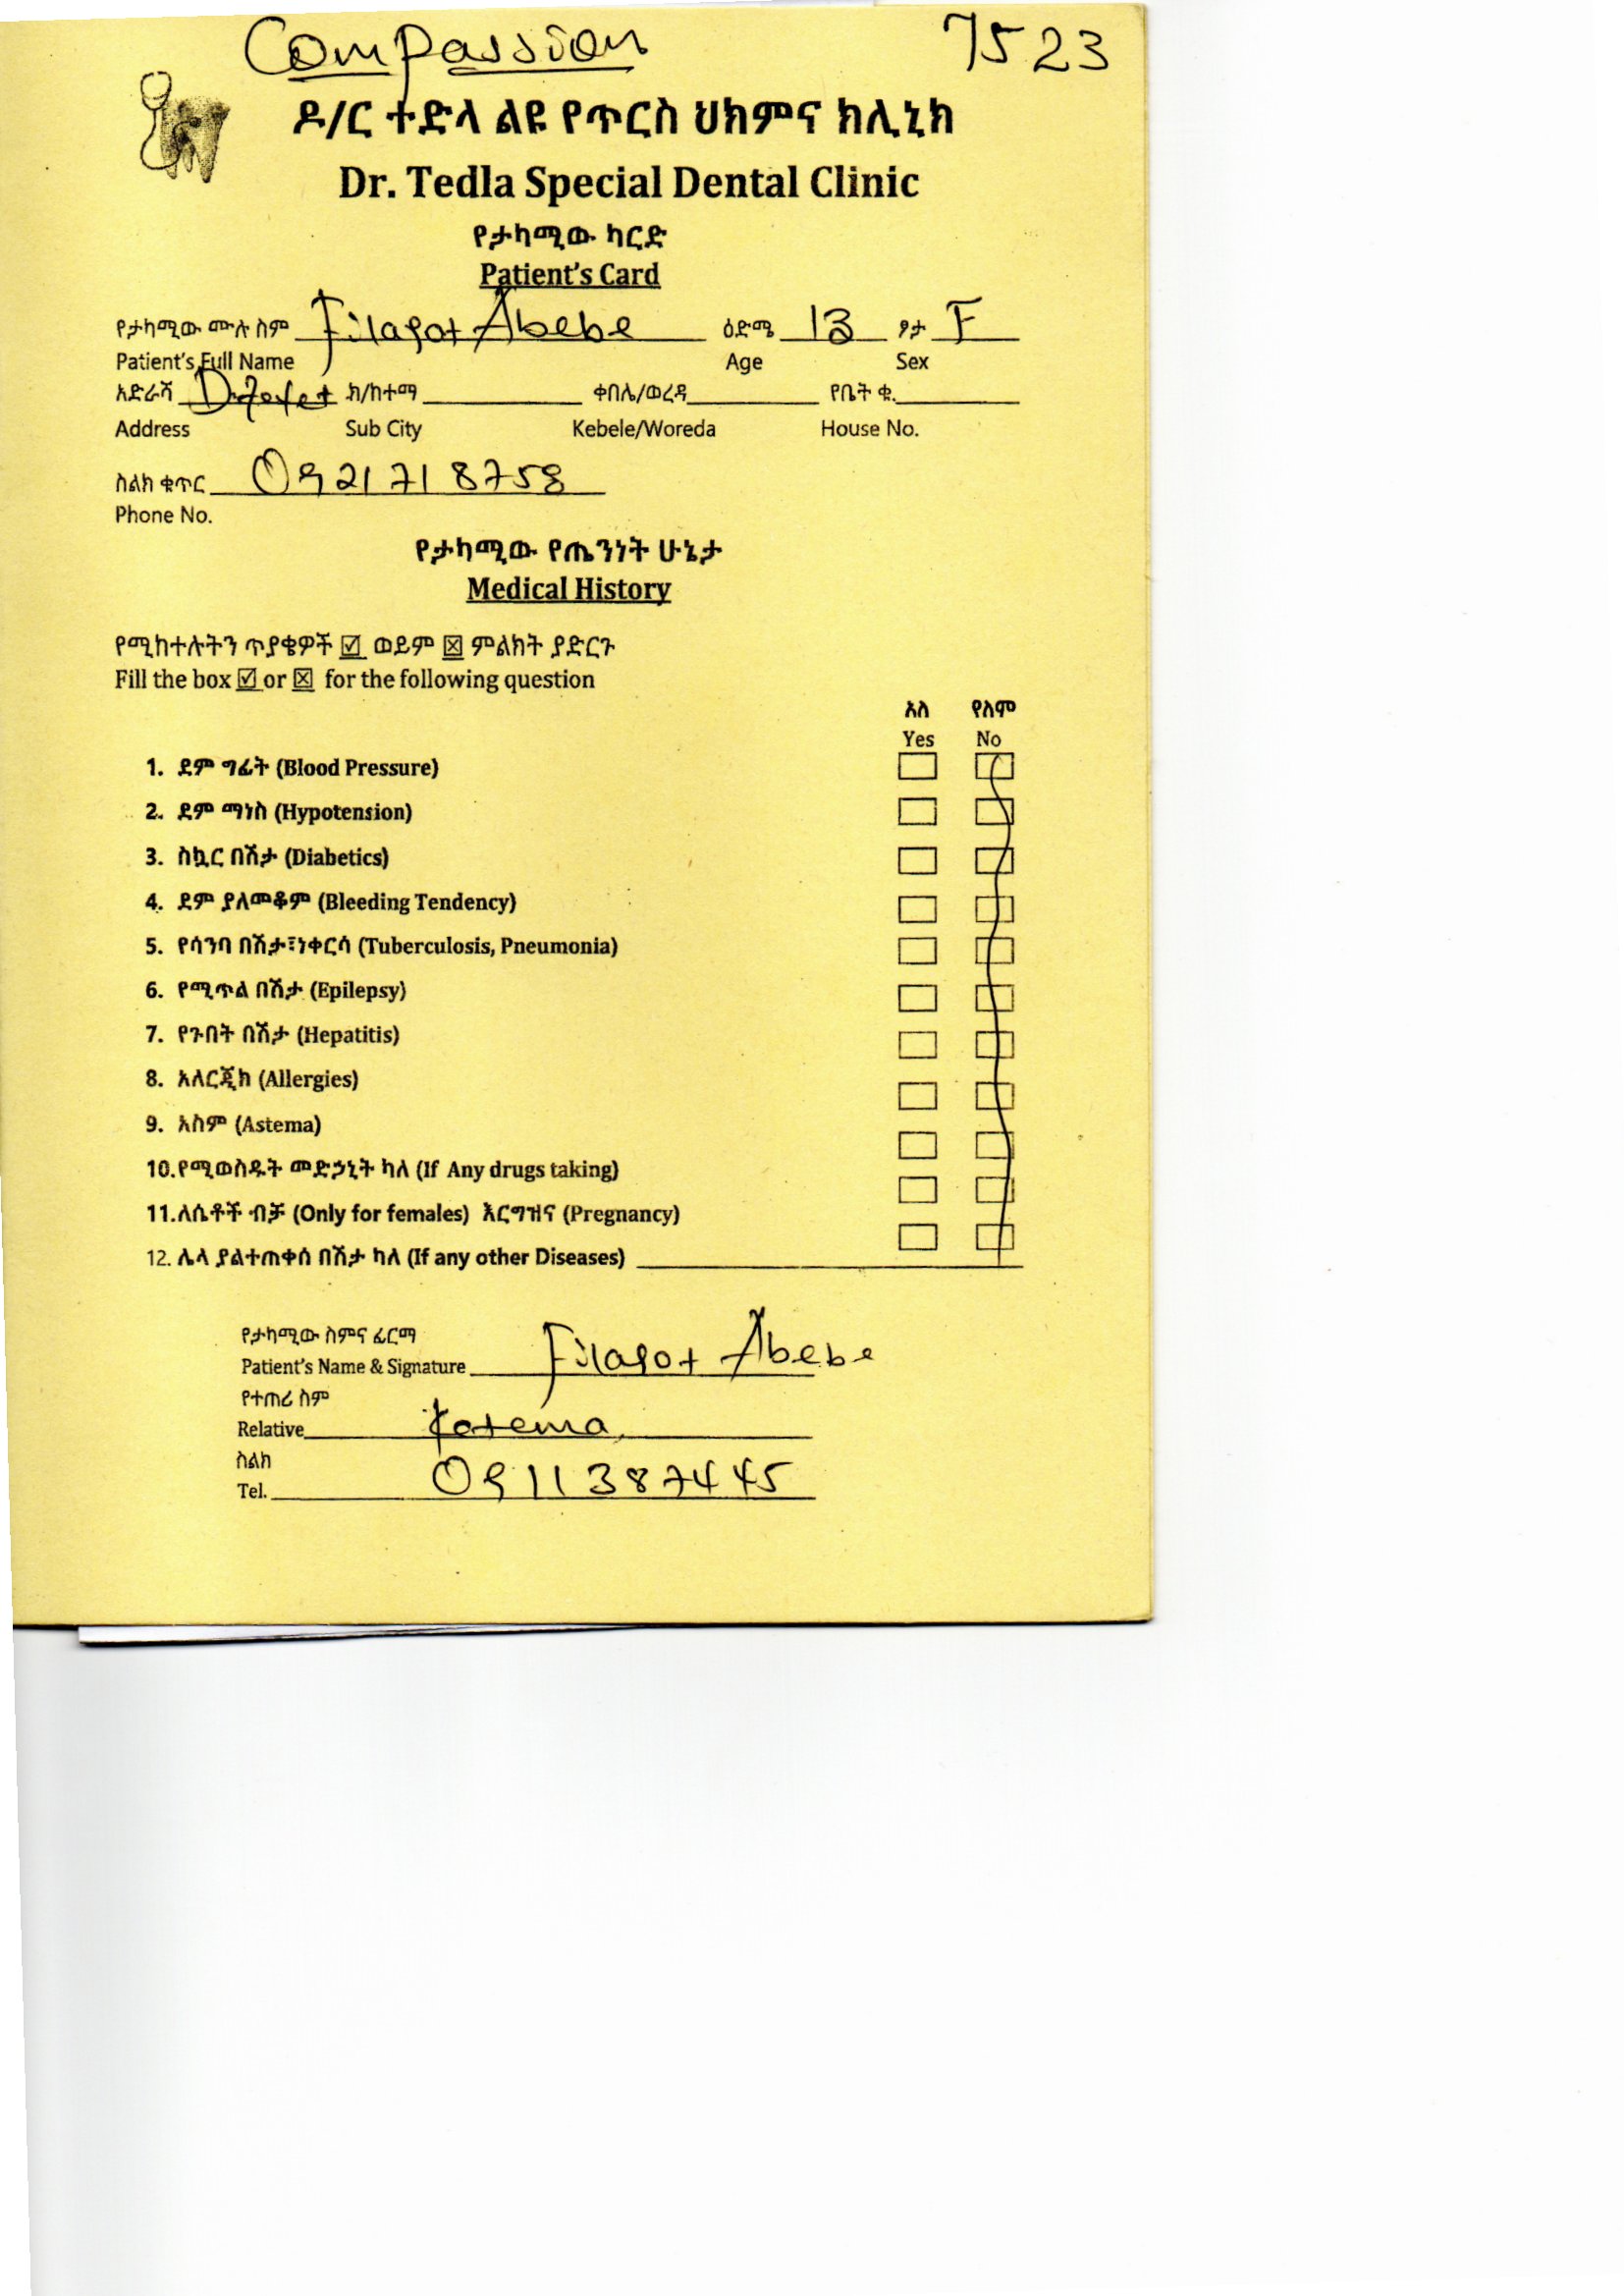 Compassion 7523
ዶ/ር ተድላ ልዩ የጥርስ ህክምና ክሊኒክ
Dr. Tedla Special Dental Clinic
የታካሚው ካርድ
Patient's Card
የታካሚው ሙሉ ስም Filagot Abebe ዕድሜ 13 ፆታ F
Patient's Full Name Age Sex
አድራሻ ክ/ከተማ ቀበሌ/ወረዳ የቤት ቁ.
Address Sub City Kebele/Woreda House No.
ስልክ ቁጥር 0921718758
Phone No.
የታካሚው የጤንነት ሁኔታ
Medical History
የሚከተሉትን ጥያቄዎች ☑ ወይም ☒ ምልክት ያድርጉ
Fill the box ☑ or ☒ for the following question
አለ የለም
Yes No
1. ደም ግፊት (Blood Pressure)
2. ደም ማነስ (Hypotension)
3. ስኳር በሽታ (Diabetics)
4. ደም ያለመቆም (Bleeding Tendency)
5. የሳንባ በሽታ፣ነቀርሳ (Tuberculosis, Pneumonia)
6. የሚጥል በሽታ (Epilepsy)
7. የጉበት በሽታ (Hepatitis)
8. አለርጂክ (Allergies)
9. አስም (Astema)
10.የሚወስዱት መድኃኒት ካለ (If Any drugs taking)
11.ለሴቶች ብቻ (Only for females) እርግዝና (Pregnancy)
12. ሌላ ያልተጠቀሰ በሽታ ካለ (If any other Diseases)
የታካሚው ስምና ፊርማ
Patient's Name & Signature Filagot Abebe
የተጠሪ ስም
Relative
ስልክ
Tel. 0911387445